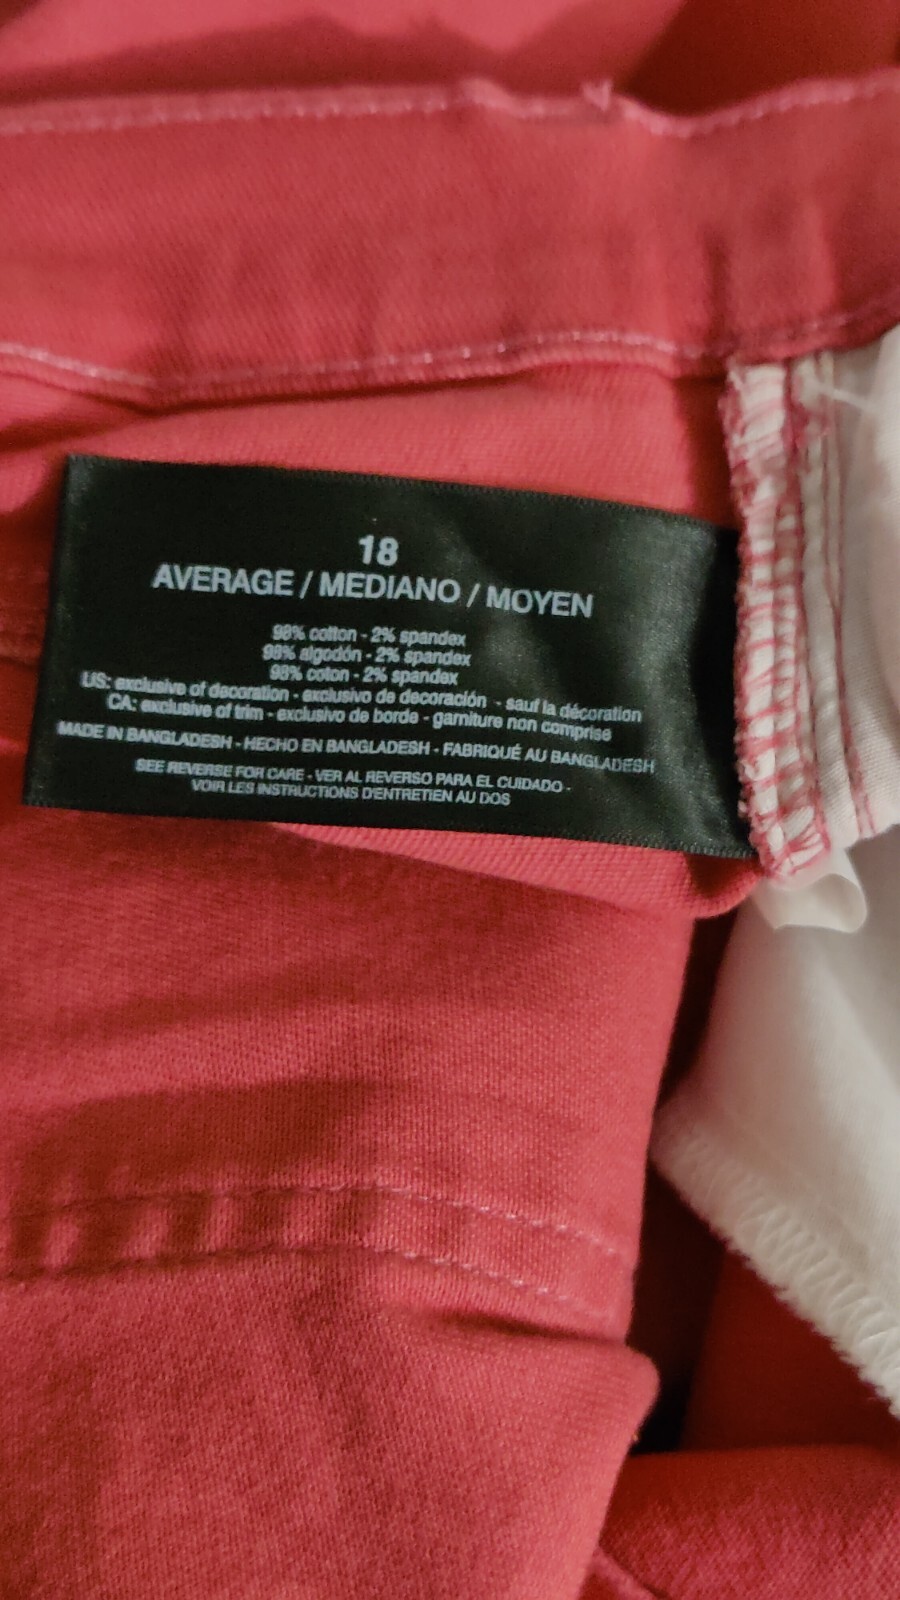 18
AVERAGE / MEDIANO / MOYEN
98% cotton - 2% spandex
98% algodón - 2% spandex
98% coton - 2% spandex
US: exclusive of decoration - exclusivo de decoración - sauf la décoration
CA: exclusive of trim - exclusivo de borde - garniture non comprise
MADE IN BANGLADESH - HECHO EN BANGLADESH - FABRIQUÉ AU BANGLADESH
SEE REVERSE FOR CARE - VER AL REVERSO PARA EL CUIDADO -
VOIR LES INSTRUCTIONS D'ENTRETIEN AU DOS